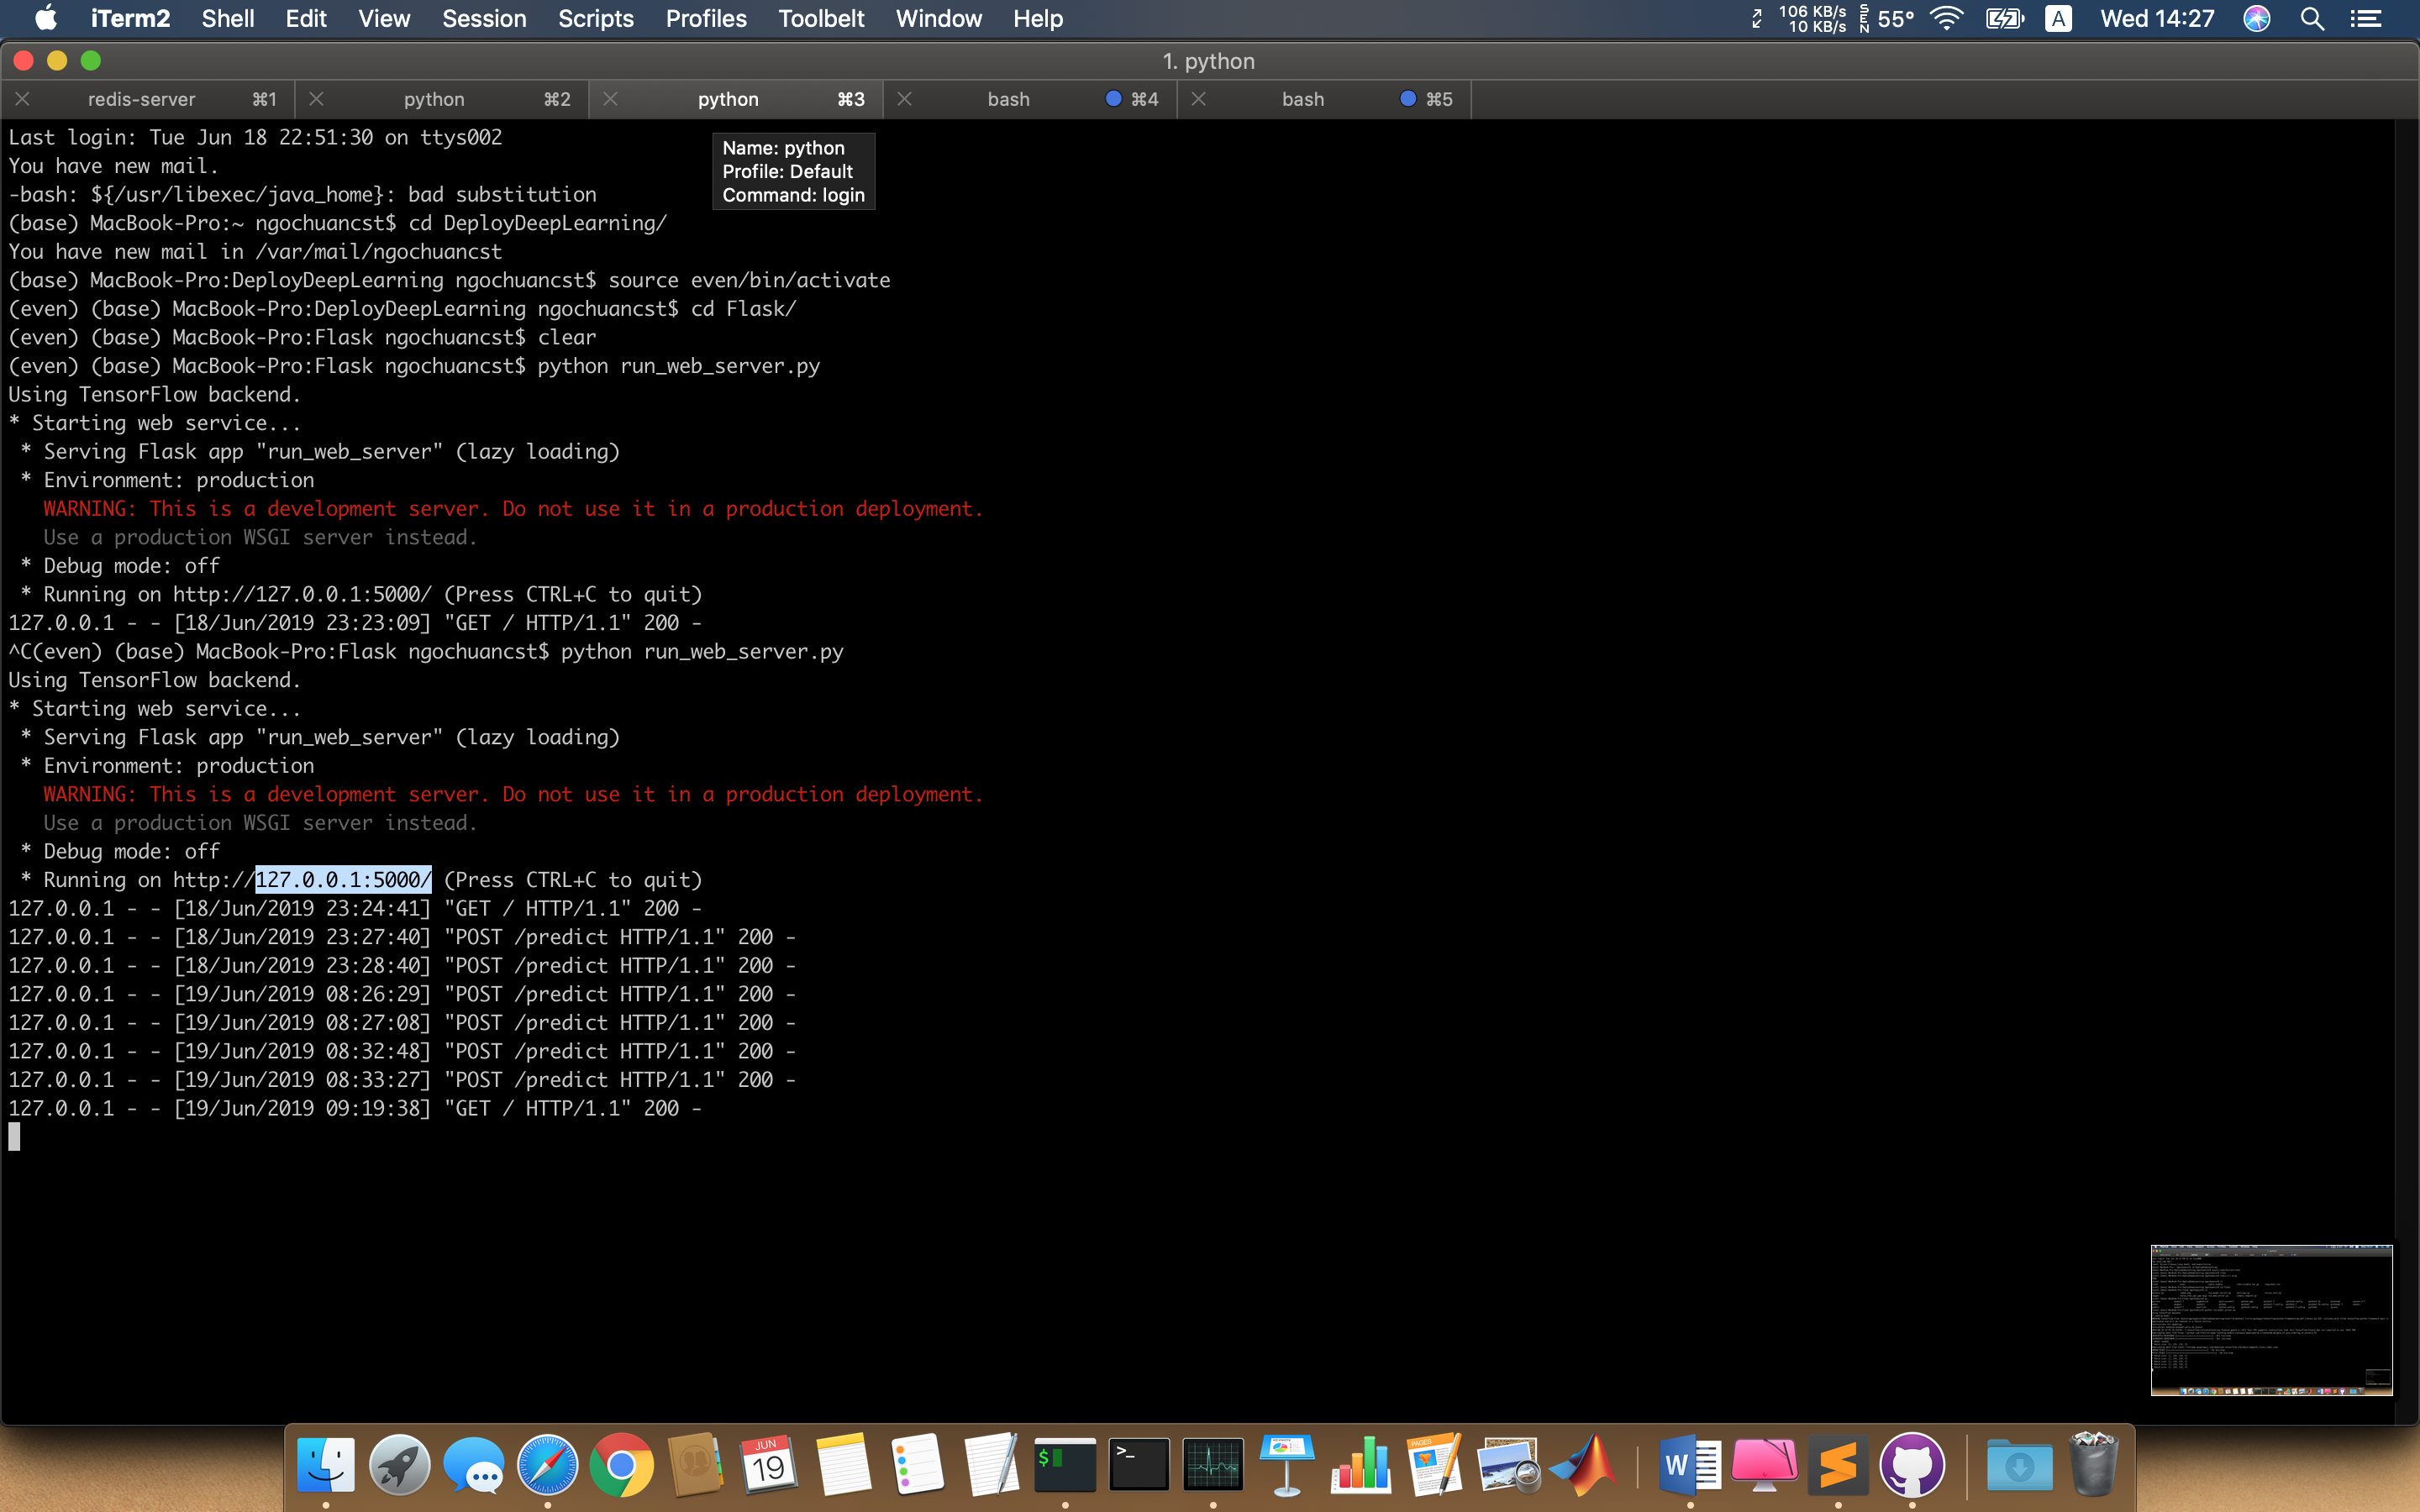 iTerm2 Shell Edit View Session Scripts Profiles Toolbelt Window Help 106 KB/s 10 KB/s SEN 55° A Wed 14:27
1. python
redis-server ⌘1 python ⌘2 python ⌘3 bash ⌘4 bash ⌘5
Last login: Tue Jun 18 22:51:30 on ttys002
Name: python
You have new mail.
Profile: Default
-bash: ${/usr/libexec/java_home}: bad substitution
Command: login
(base) MacBook-Pro:~ ngochuancst$ cd DeployDeepLearning/
You have new mail in /var/mail/ngochuancst
(base) MacBook-Pro:DeployDeepLearning ngochuancst$ source even/bin/activate
(even) (base) MacBook-Pro:DeployDeepLearning ngochuancst$ cd Flask/
(even) (base) MacBook-Pro:Flask ngochuancst$ clear
(even) (base) MacBook-Pro:Flask ngochuancst$ python run_web_server.py
Using TensorFlow backend.
* Starting web service...
* Serving Flask app "run_web_server" (lazy loading)
* Environment: production
WARNING: This is a development server. Do not use it in a production deployment.
Use a production WSGI server instead.
* Debug mode: off
* Running on http://127.0.0.1:5000/ (Press CTRL+C to quit)
127.0.0.1 - - [18/Jun/2019 23:23:09] "GET / HTTP/1.1" 200 -
^C(even) (base) MacBook-Pro:Flask ngochuancst$ python run_web_server.py
Using TensorFlow backend.
* Starting web service...
* Serving Flask app "run_web_server" (lazy loading)
* Environment: production
WARNING: This is a development server. Do not use it in a production deployment.
Use a production WSGI server instead.
* Debug mode: off
* Running on http://127.0.0.1:5000/ (Press CTRL+C to quit)
127.0.0.1 - - [18/Jun/2019 23:24:41] "GET / HTTP/1.1" 200 -
127.0.0.1 - - [18/Jun/2019 23:27:40] "POST /predict HTTP/1.1" 200 -
127.0.0.1 - - [18/Jun/2019 23:28:40] "POST /predict HTTP/1.1" 200 -
127.0.0.1 - - [19/Jun/2019 08:26:29] "POST /predict HTTP/1.1" 200 -
127.0.0.1 - - [19/Jun/2019 08:27:08] "POST /predict HTTP/1.1" 200 -
127.0.0.1 - - [19/Jun/2019 08:32:48] "POST /predict HTTP/1.1" 200 -
127.0.0.1 - - [19/Jun/2019 08:33:27] "POST /predict HTTP/1.1" 200 -
127.0.0.1 - - [19/Jun/2019 09:19:38] "GET / HTTP/1.1" 200 -
JUN
19
$
>_
PAGES
W